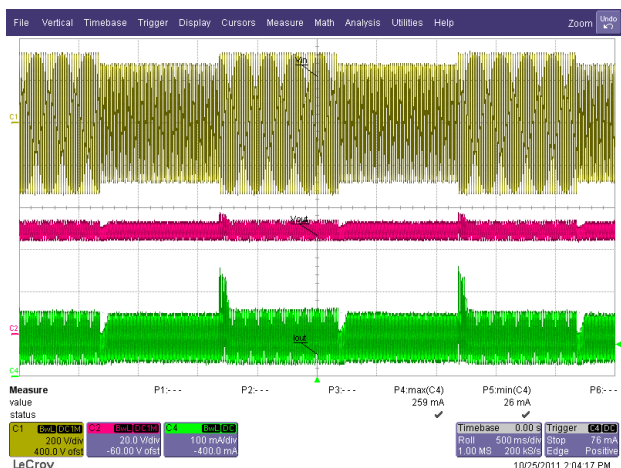 File Vertical Timebase Trigger Display Cursors Measure Math Analysis Utilities Help Zoom Undo
Vin
C1
Vout
C2
Iout
C4
Measure P1:- - - P2:- - - P3:- - - P4:max(C4) P5:min(C4) P6:- - -
value 259 mA 26 mA
status
C1 BwL DC1M C2 BwL DC1M C4 BwL DC Timebase 0.00 s Trigger C4 DC
200 V/div 20.0 V/div 100 mA/div Roll 500 ms/div Stop 76 mA
400.0 V ofst -60.00 V ofst -400.0 mA 1.00 MS 200 kS/s Edge Positive
LeCroy 10/25/2011 2:04:17 PM